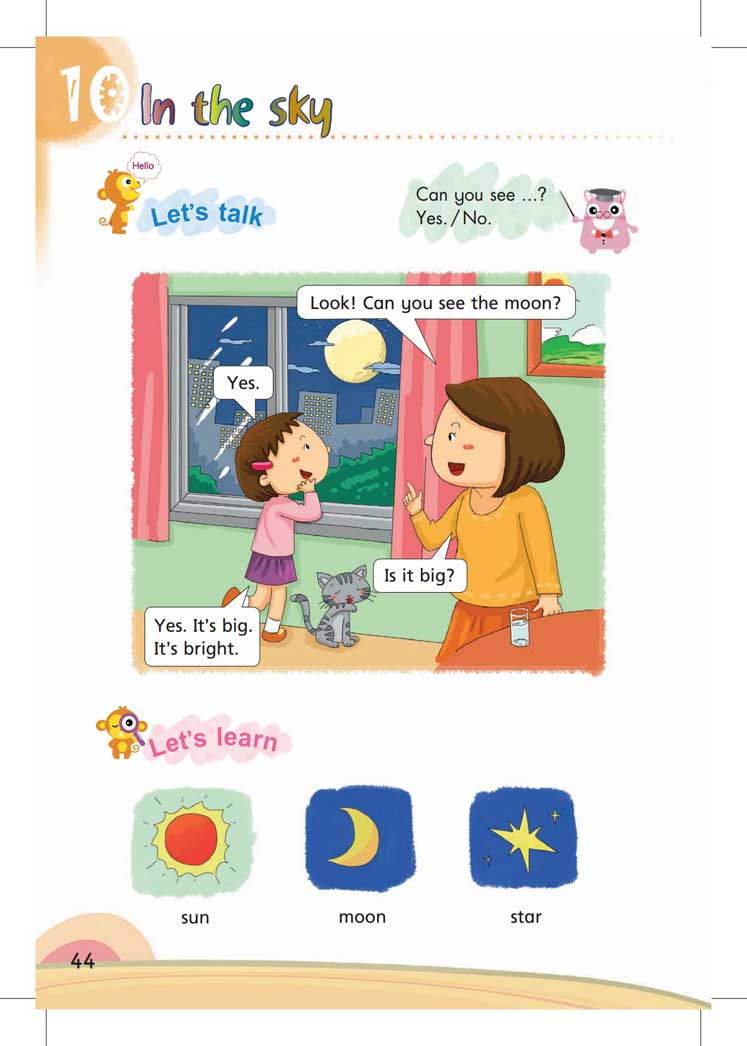 10 In the sky
Hello
Let's talk
Can you see ...?
Yes./No.
Look! Can you see the moon?
Yes.
Is it big?
Yes. It's big.
It's bright.
Let's learn
sun
moon
star
44